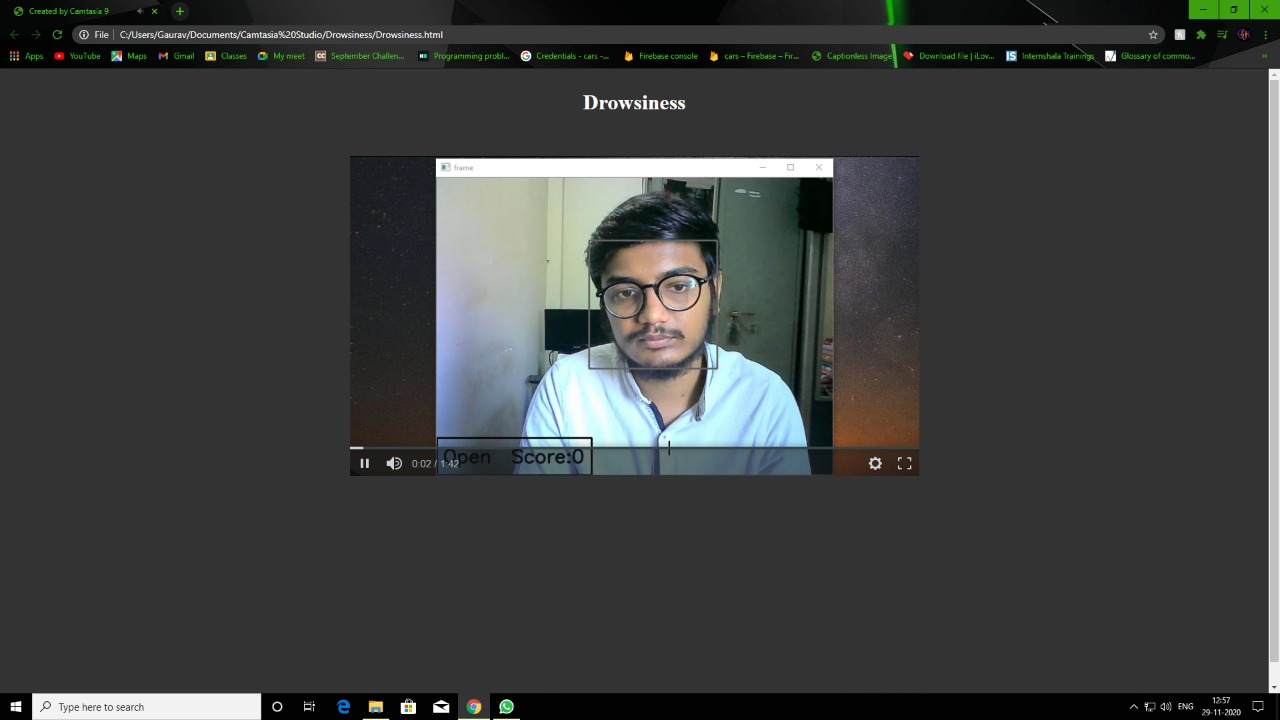 Created by Camtasia 9
File | C:/Users/Gaurav/Documents/Camtasia%20Studio/Drowsiness/Drowsiness.html
Apps YouTube Maps Gmail Classes My meet September Challen... Programming probl... Credentials - cars -... Firebase console cars – Firebase – Fir... Captionless Image Download file | iLov... Internshala Trainings Glossary of commo... »
Drowsiness
frame
Open Score:0
0:02 / 1:42
Type here to search
ENG
12:57
29-11-2020